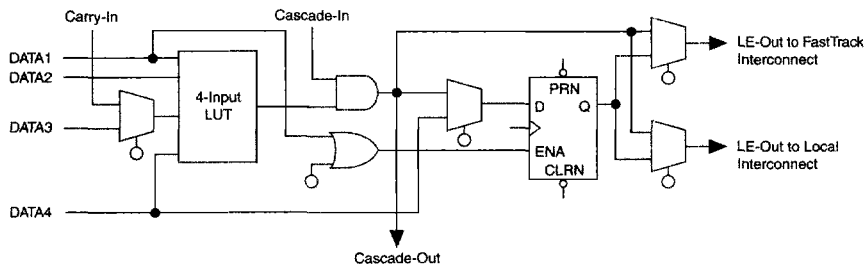 Carry-In
Cascade-In
DATA1
DATA2
4-Input
LUT
DATA3
DATA4
PRN
D
Q
ENA
CLRN
LE-Out to FastTrack
Interconnect
LE-Out to Local
Interconnect
Cascade-Out